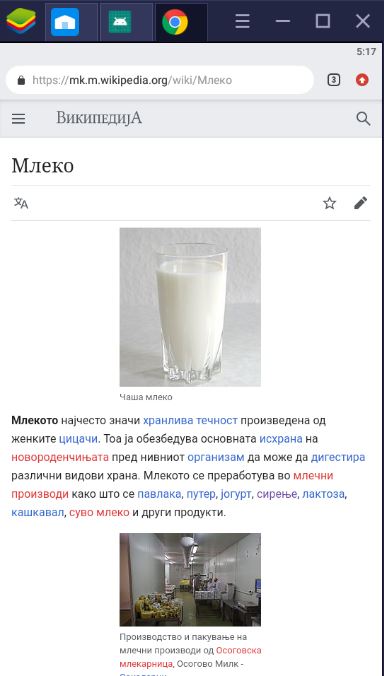 5:17
https://mk.m.wikipedia.org/wiki/Млеко
3
ВикипедијА
Млеко
Чаша млеко
Млекото најчесто значи хранлива течност произведена од
женките цицачи. Тоа ја обезбедува основната исхрана на
новороденчињата пред нивниот организам да може да дигестира
различни видови храна. Млекото се преработува во млечни
производи како што се павлака, путер, јогурт, сирење, лактоза,
кашкавал, суво млеко и други продукти.
Производство и пакување на
млечни производи од Осоговска
млекарница, Осогово Милк -